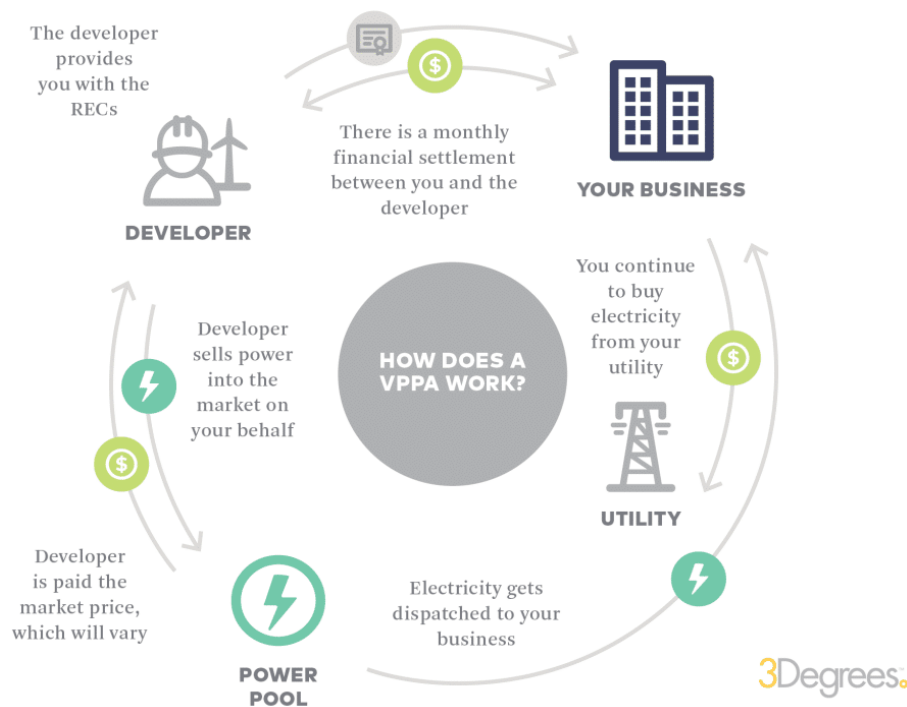 The developer
provides
you with the
RECs
$
There is a monthly
financial settlement
between you and the
developer
YOUR BUSINESS
DEVELOPER
You continue
to buy
electricity
from your
utility
$
Developer
sells power
into the
market on
your behalf
HOW DOES A
VPPA WORK?
$
UTILITY
Developer
is paid the
market price,
which will vary
Electricity gets
dispatched to your
business
POWER
POOL
3Degrees™